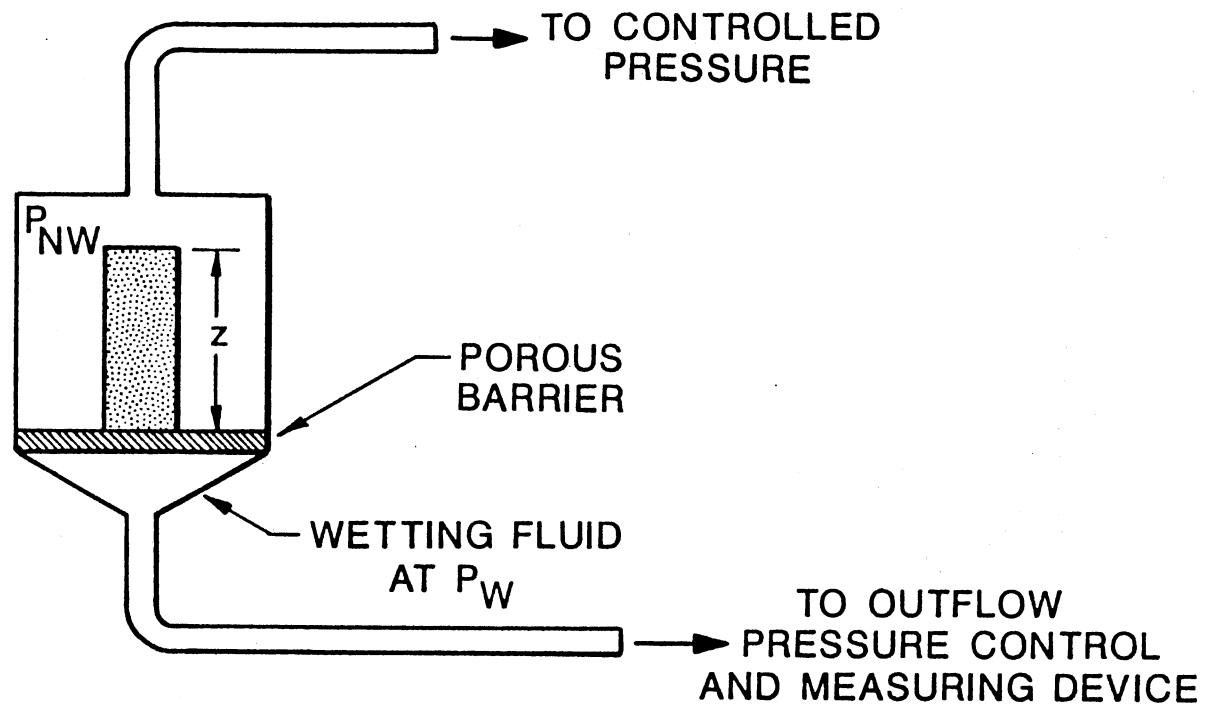 TO CONTROLLED
PRESSURE
PNW
z
POROUS
BARRIER
WETTING FLUID
AT PW
TO OUTFLOW
PRESSURE CONTROL
AND MEASURING DEVICE